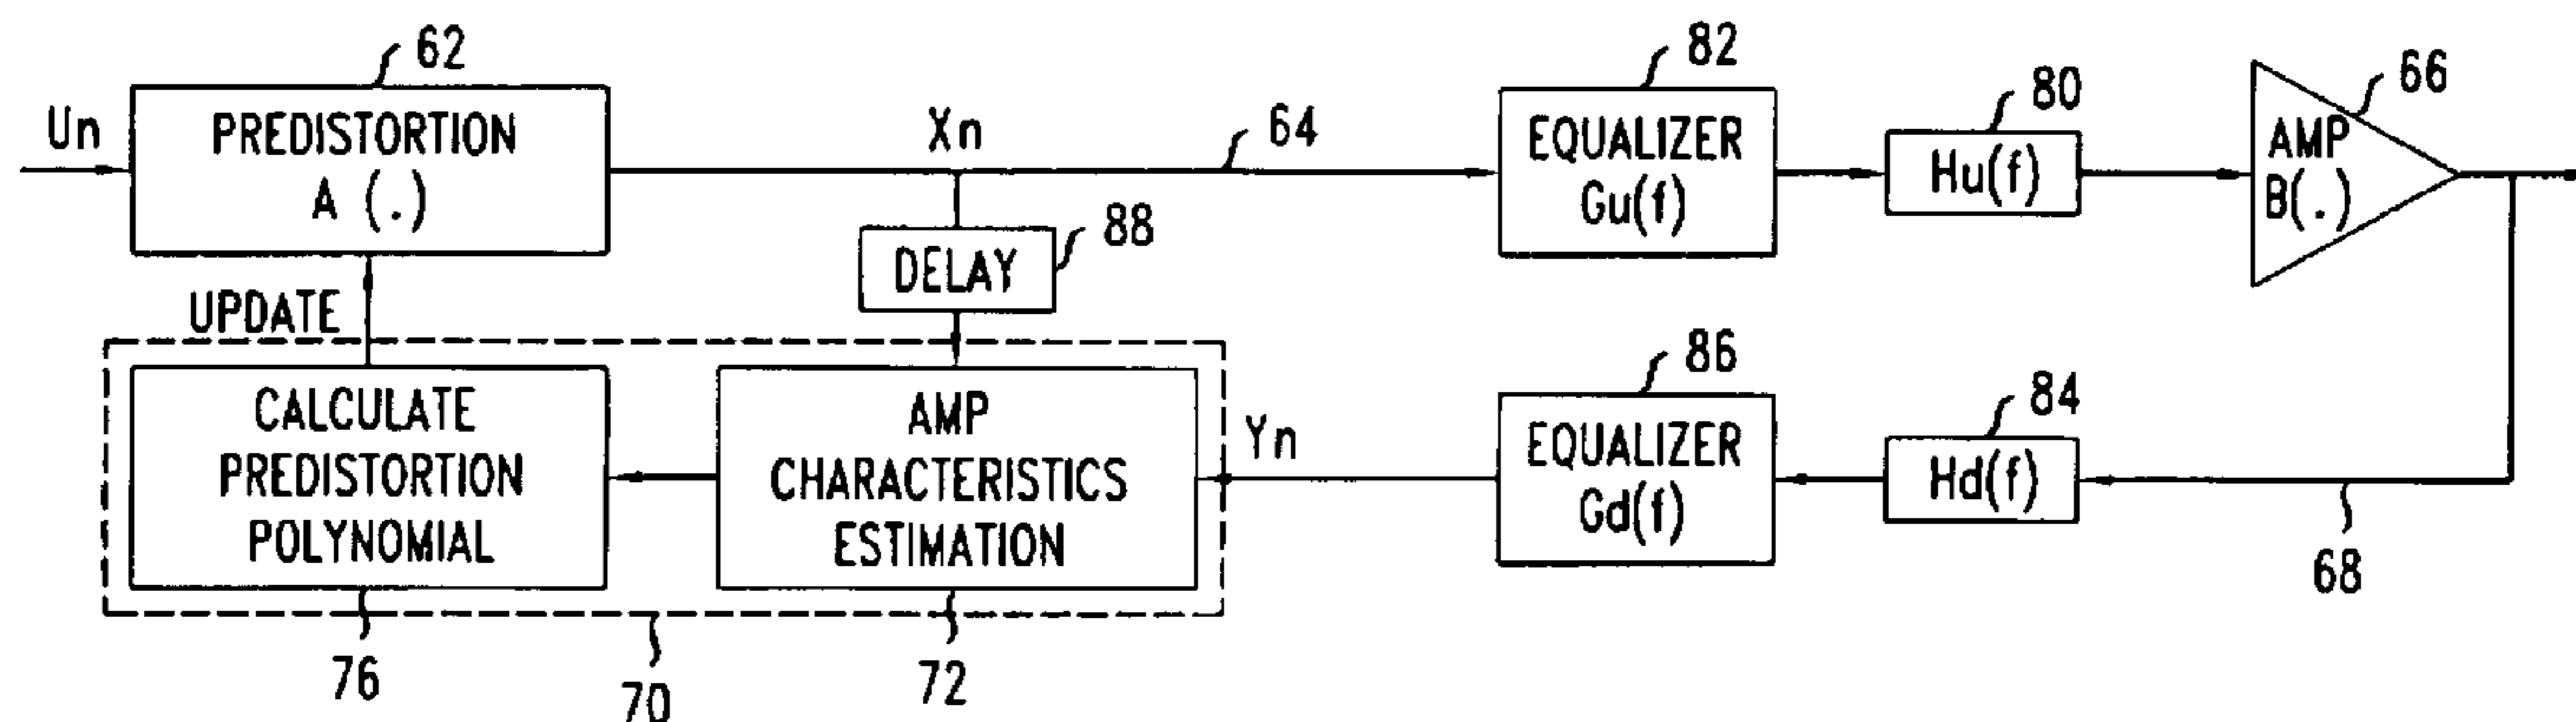 62
Un
PREDISTORTION
A (.)
Xn
64
82
EQUALIZER
Gu(f)
80
Hu(f)
66
AMP
B(.)
DELAY
88
UPDATE
CALCULATE
PREDISTORTION
POLYNOMIAL
AMP
CHARACTERISTICS
ESTIMATION
Yn
86
EQUALIZER
Gd(f)
84
Hd(f)
68
76
70
72